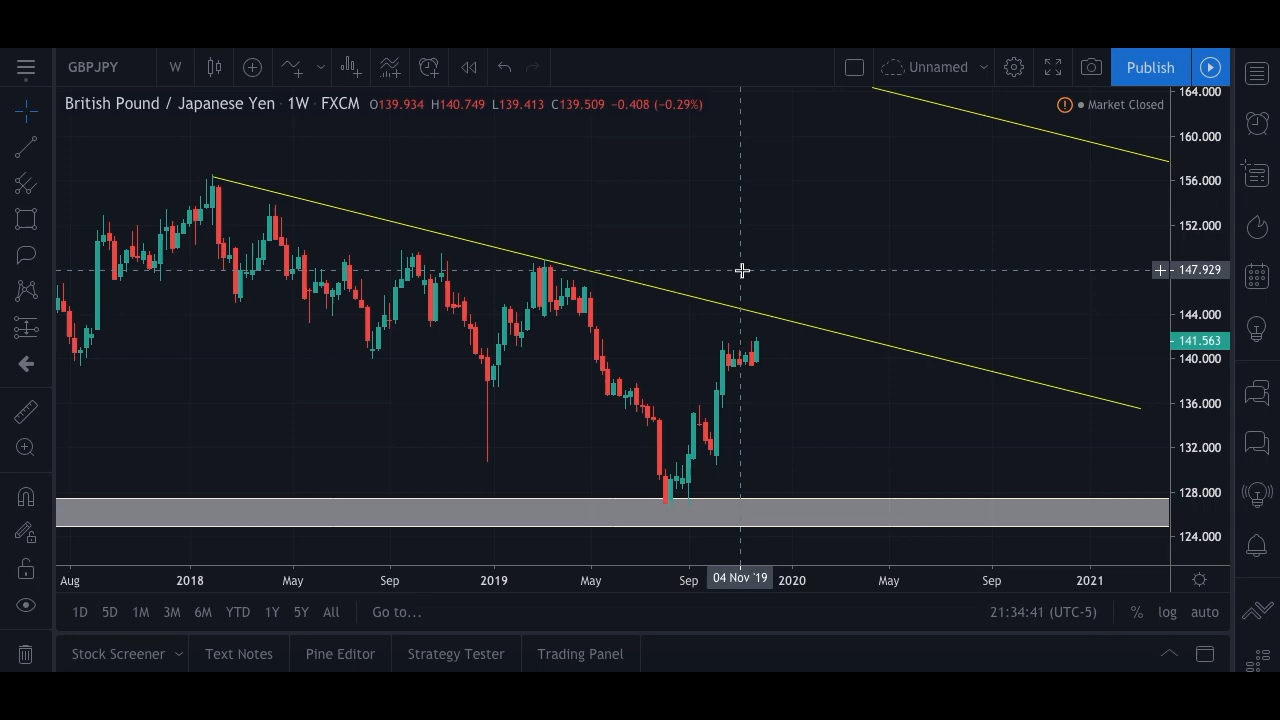 GBPJPY W Unnamed Publish
British Pound / Japanese Yen · 1W · FXCM O139.934 H140.749 L139.413 C139.509 −0.408 (−0.29%) Market Closed
164.000
160.000
156.000
152.000
147.929
144.000
141.563
140.000
136.000
132.000
128.000
124.000
Aug 2018 May Sep 2019 May Sep 04 Nov '19 2020 May Sep 2021
1D 5D 1M 3M 6M YTD 1Y 5Y All Go to... 21:34:41 (UTC-5) % log auto
Stock Screener Text Notes Pine Editor Strategy Tester Trading Panel